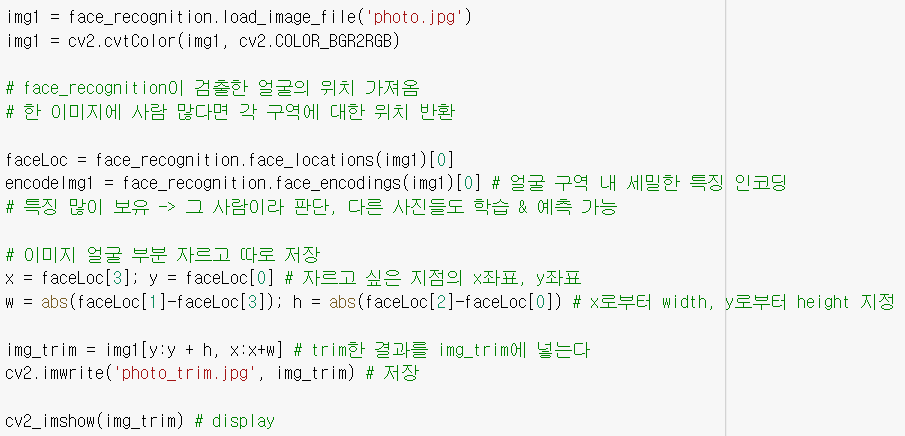 img1 = face_recognition.load_image_file('photo.jpg')
img1 = cv2.cvtColor(img1, cv2.COLOR_BGR2RGB)
# face_recognition이 검출한 얼굴의 위치 가져옴
# 한 이미지에 사람 많다면 각 구역에 대한 위치 반환
faceLoc = face_recognition.face_locations(img1)[0]
encodeImg1 = face_recognition.face_encodings(img1)[0] # 얼굴 구역 내 세밀한 특징 인코딩
# 특징 많이 보유 -> 그 사람이라 판단, 다른 사진들도 학습 & 예측 가능
# 이미지 얼굴 부분 자르고 따로 저장
x = faceLoc[3]; y = faceLoc[0] # 자르고 싶은 지점의 x좌표, y좌표
w = abs(faceLoc[1]-faceLoc[3]); h = abs(faceLoc[2]-faceLoc[0]) # x로부터 width, y로부터 height 지정
img_trim = img1[y:y + h, x:x+w] # trim한 결과를 img_trim에 넣는다
cv2.imwrite('photo_trim.jpg', img_trim) # 저장
cv2_imshow(img_trim) # display